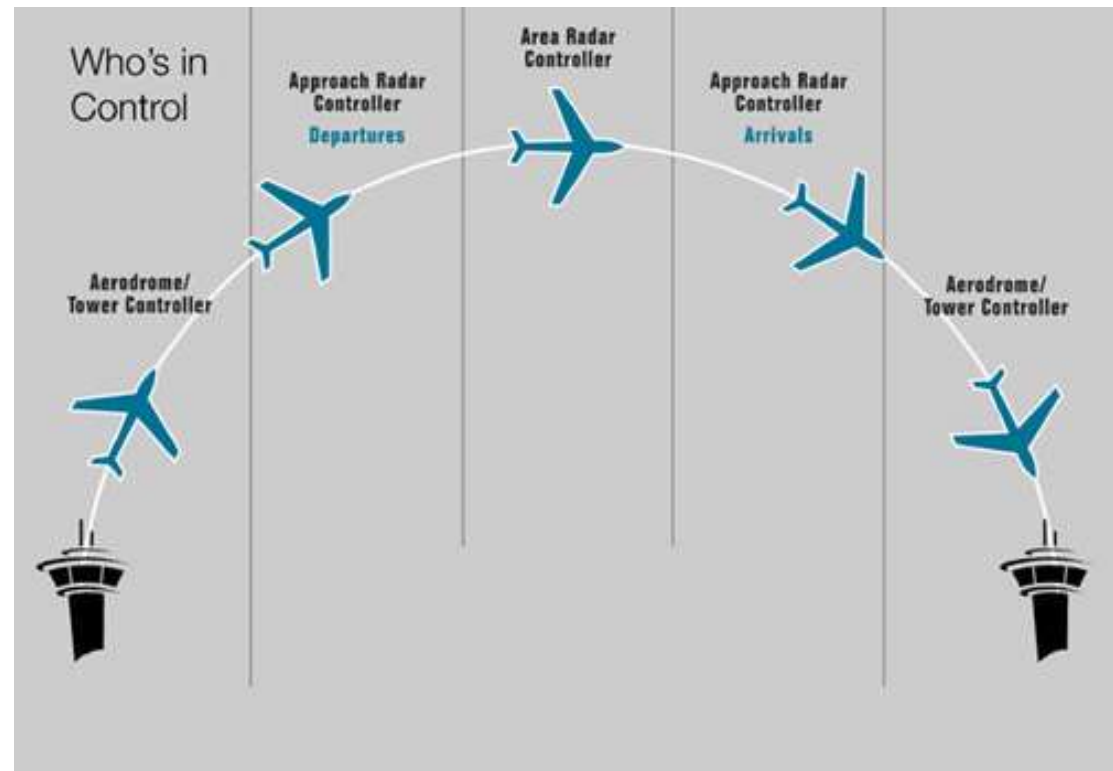 Who's in
Control
Aerodrome/
Tower Controller
Approach Radar
Controller
Departures
Area Radar
Controller
Approach Radar
Controller
Arrivals
Aerodrome/
Tower Controller